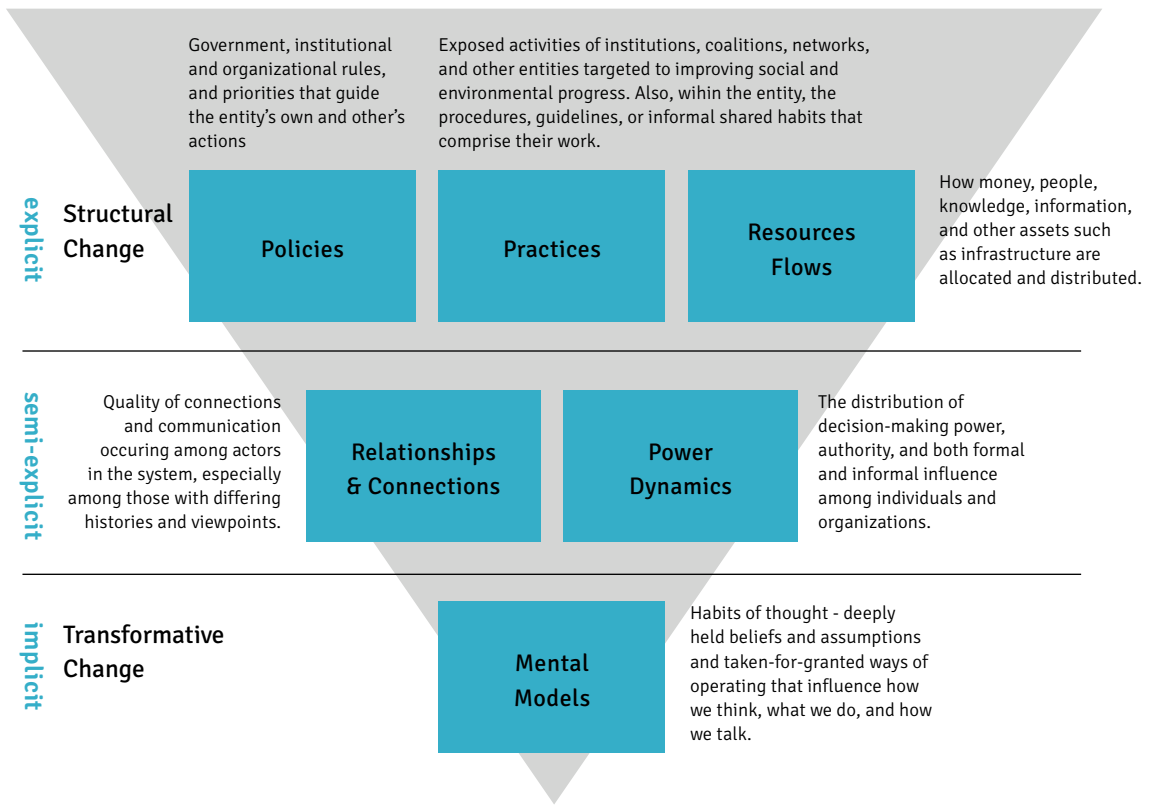 Government, institutional
and organizational rules,
and priorities that guide
the entity's own and other's
actions
Exposed activities of institutions, coalitions, networks,
and other entities targeted to improving social and
environmental progress. Also, wihin the entity, the
procedures, guidelines, or informal shared habits that
comprise their work.
explicit
Structural
Change
Policies
Practices
Resources
Flows
How money, people,
knowledge, information,
and other assets such
as infrastructure are
allocated and distributed.
semi-explicit
Quality of connections
and communication
occuring among actors
in the system, especially
among those with differing
histories and viewpoints.
Relationships
& Connections
Power
Dynamics
The distribution of
decision-making power,
authority, and both formal
and informal influence
among individuals and
organizations.
implicit
Transformative
Change
Mental
Models
Habits of thought - deeply
held beliefs and assumptions
and taken-for-granted ways of
operating that influence how
we think, what we do, and how
we talk.